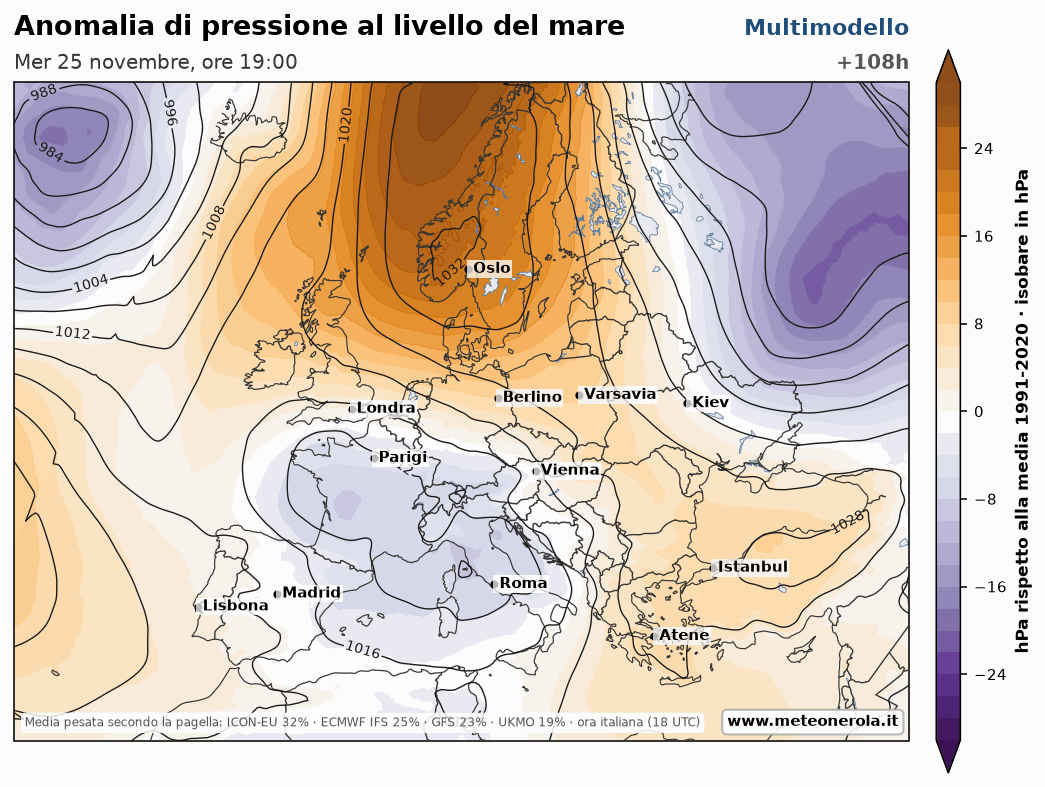 Anomalia di pressione al livello del mare
Multimodello
Mer 25 novembre, ore 19:00
+108h
988
996
984
1020
1008
1004
1012
1032
Oslo
24
16
8
0
−8
−16
−24
hPa rispetto alla media 1991-2020 · isobare in hPa
Berlino
Varsavia
Kiev
Londra
Parigi
Vienna
1028
Istanbul
Roma
Madrid
Lisbona
Atene
1016
Media pesata secondo la pagella: ICON-EU 32% · ECMWF IFS 25% · GFS 23% · UKMO 19% · ora italiana (18 UTC)
www.meteonerola.it